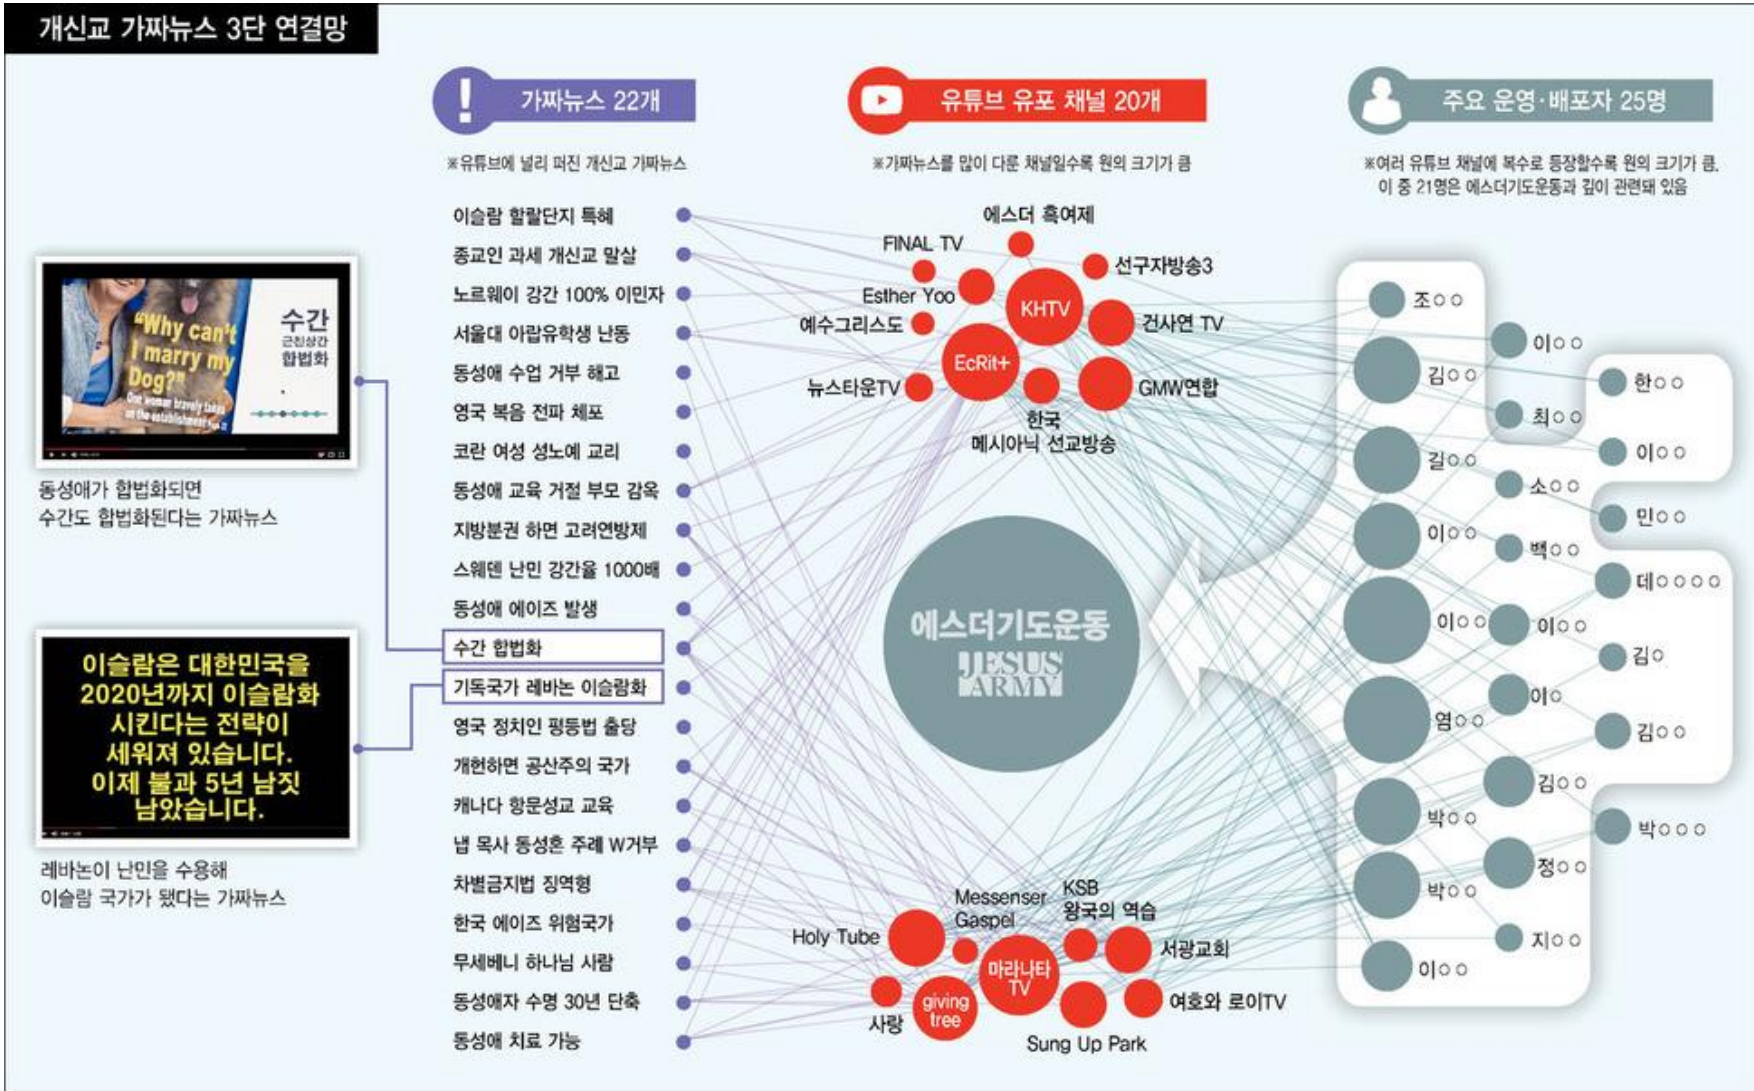 개신교 가짜뉴스 3단 연결망
가짜뉴스 22개
※유튜브에 널리 퍼진 개신교 가짜뉴스
이슬람 할랄단지 특혜
종교인 과세 개신교 말살
노르웨이 강간 100% 이민자
서울대 아랍유학생 난동
동성애 수업 거부 해고
영국 복음 전파 체포
코란 여성 성노예 교리
동성애 교육 거절 부모 감옥
지방분권 하면 고려연방제
스웨덴 난민 강간율 1000배
동성애 에이즈 발생
수간 합법화
기독국가 레바논 이슬람화
영국 정치인 평등법 출당
개헌하면 공산주의 국가
캐나다 항문성교 교육
냅 목사 동성혼 주례 W거부
차별금지법 징역형
한국 에이즈 위험국가
무세베니 하나님 사람
동성애자 수명 30년 단축
동성애 치료 가능
"Why can't
I marry my
Dog?"
One woman bravely takes
on the establishment
수간
근친상간
합법화
동성애가 합법화되면
수간도 합법화된다는 가짜뉴스
이슬람은 대한민국을
2020년까지 이슬람화
시킨다는 전략이
세워져 있습니다.
이제 불과 5년 남짓
남았습니다.
레바논이 난민을 수용해
이슬람 국가가 됐다는 가짜뉴스
유튜브 유포 채널 20개
※가짜뉴스를 많이 다룬 채널일수록 원의 크기가 큼
에스더 흑여제
FINAL TV
선구자방송3
Esther Yoo
KHTV
예수그리스도
건사연 TV
EcRit+
뉴스타운TV
GMW연합
한국
메시아닉 선교방송
에스더기도운동
JESUS
ARMY
Messenser
Gaspel
KSB
왕국의 역습
Holy Tube
서광교회
마라나타
TV
사랑
giving
tree
여호와 로이TV
Sung Up Park
주요 운영·배포자 25명
※여러 유튜브 채널에 복수로 등장할수록 원의 크기가 큼.
이 중 21명은 에스더기도운동과 깊이 관련돼 있음
조○○
김○○
길○○
이○○
이○○
염○○
박○○
박○○
이○○
이○○
최○○
소○○
백○○
이○○
이○
김○○
정○○
지○○
한○○
이○○
민○○
데○○○○
김○
김○○
박○○○